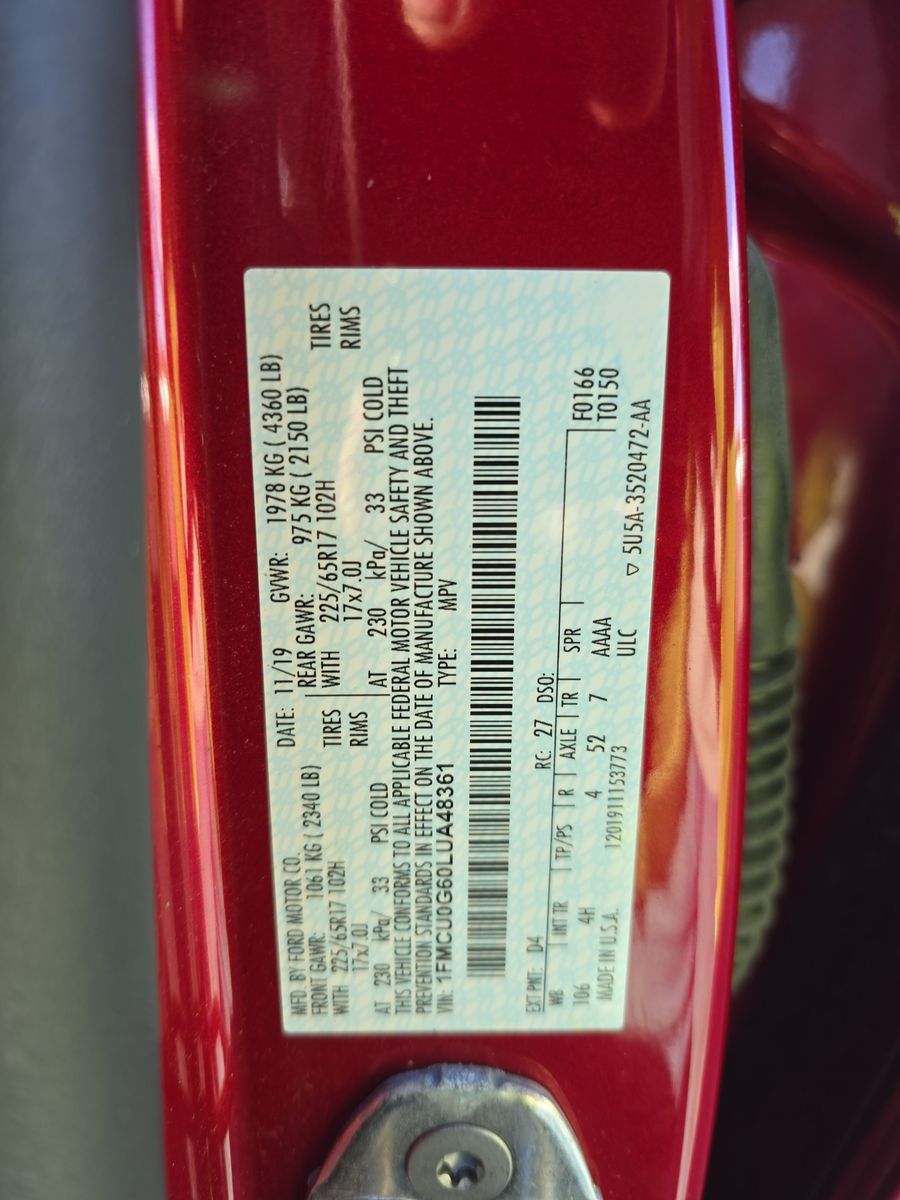 MFD. BY FORD MOTOR CO. DATE: 11/19 GVWR: 1978 KG ( 4360 LB)
FRONT GAWR: 1061 KG ( 2340 LB) REAR GAWR: 975 KG ( 2150 LB)
WITH 225/65R17 102H TIRES WITH 225/65R17 102H TIRES
17x7.0J RIMS 17x7.0J RIMS
AT 230 kPa/ 33 PSI COLD AT 230 kPa/ 33 PSI COLD
THIS VEHICLE CONFORMS TO ALL APPLICABLE FEDERAL MOTOR VEHICLE SAFETY AND THEFT
PREVENTION STANDARDS IN EFFECT ON THE DATE OF MANUFACTURE SHOWN ABOVE.
VIN: 1FMCU0G60LUA48361 TYPE: MPV
EXT PNT: D4 RC: 27 DSO:
WB INT TR TP/PS R AXLE TR SPR F0166
106 4H 4 52 7 AAAA T0150
MADE IN U.S.A. 1201911153773 ULC
▽ 5U5A-3520472-AA